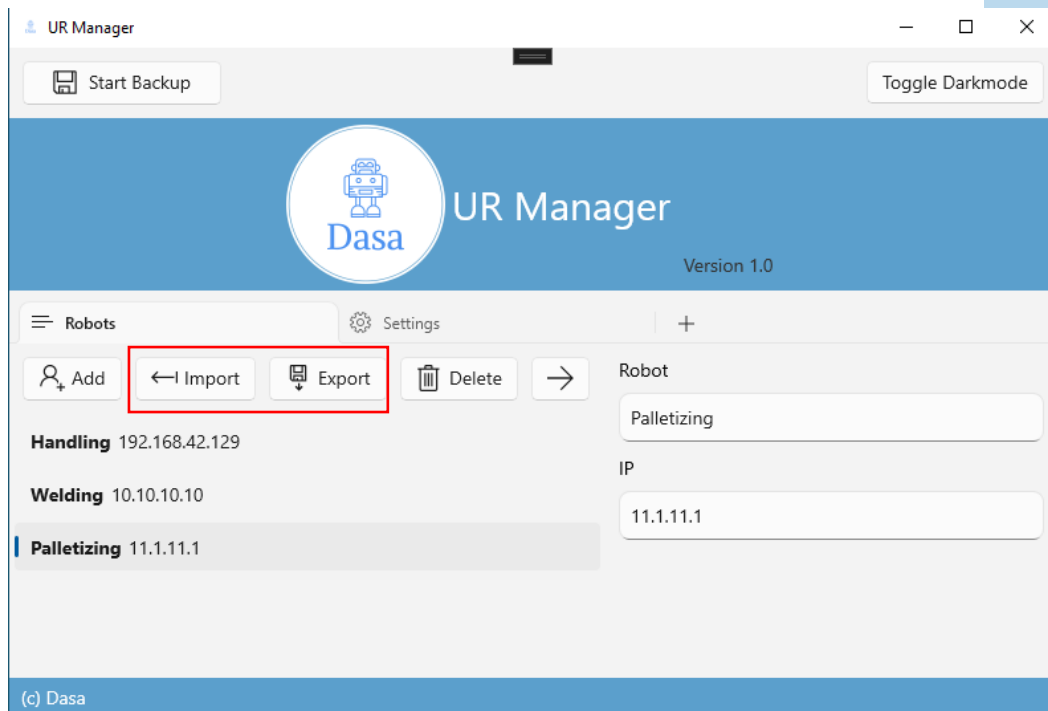 UR Manager
Start Backup
Toggle Darkmode
Dasa
UR Manager
Version 1.0
Robots
Settings
Add
Import
Export
Delete
Robot
Palletizing
Handling 192.168.42.129
IP
Welding 10.10.10.10
11.1.11.1
Palletizing 11.1.11.1
(c) Dasa